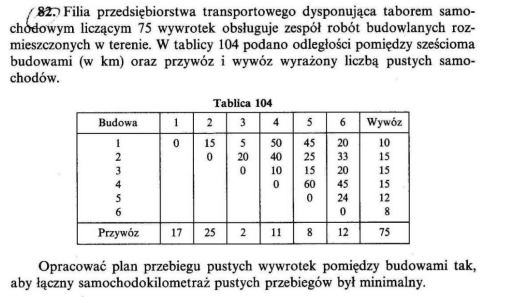 82. Filia przedsiębiorstwa transportowego dysponująca taborem samo-
chodowym liczącym 75 wywrotek obsługuje zespół robót budowlanych roz-
mieszczonych w terenie. W tablicy 104 podano odległości pomiędzy sześcioma
budowami (w km) oraz przywóz i wywóz wyrażony liczbą pustych samo-
chodów.
Tablica 104
Budowa 1 2 3 4 5 6 Wywóz
1 0 15 5 50 45 20 10
2 0 20 40 25 33 15
3 0 10 15 20 15
4 0 60 45 15
5 0 24 12
6 0 8
Przywóz 17 25 2 11 8 12 75
Opracować plan przebiegu pustych wywrotek pomiędzy budowami tak,
aby łączny samochodokilometraż pustych przebiegów był minimalny.